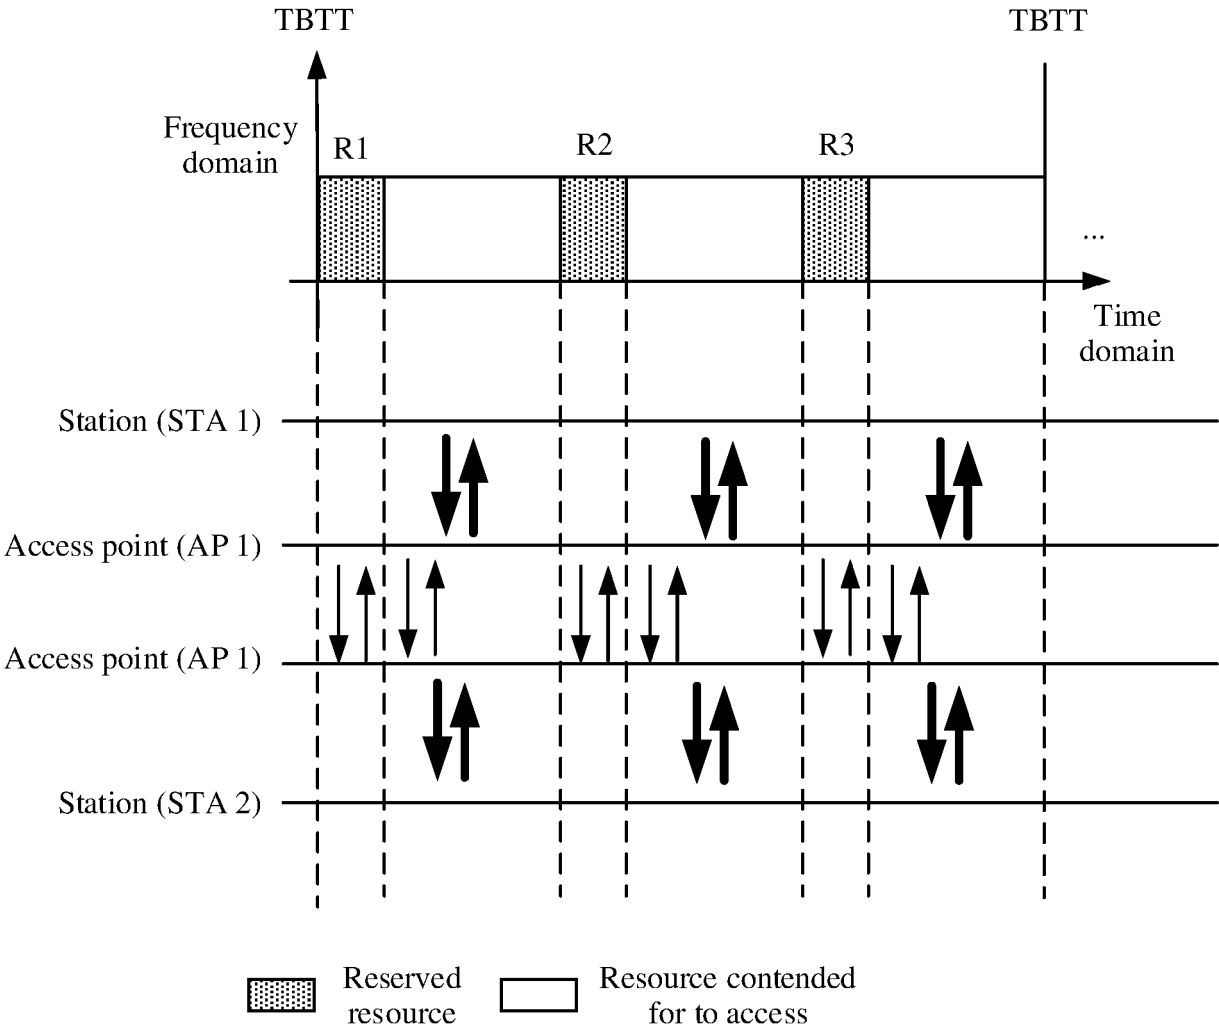 TBTT
TBTT
Frequency
domain
R1
R2
R3
...
Time
domain
Station (STA 1)
Access point (AP 1)
Access point (AP 1)
Station (STA 2)
Reserved
resource
Resource contended
for to access